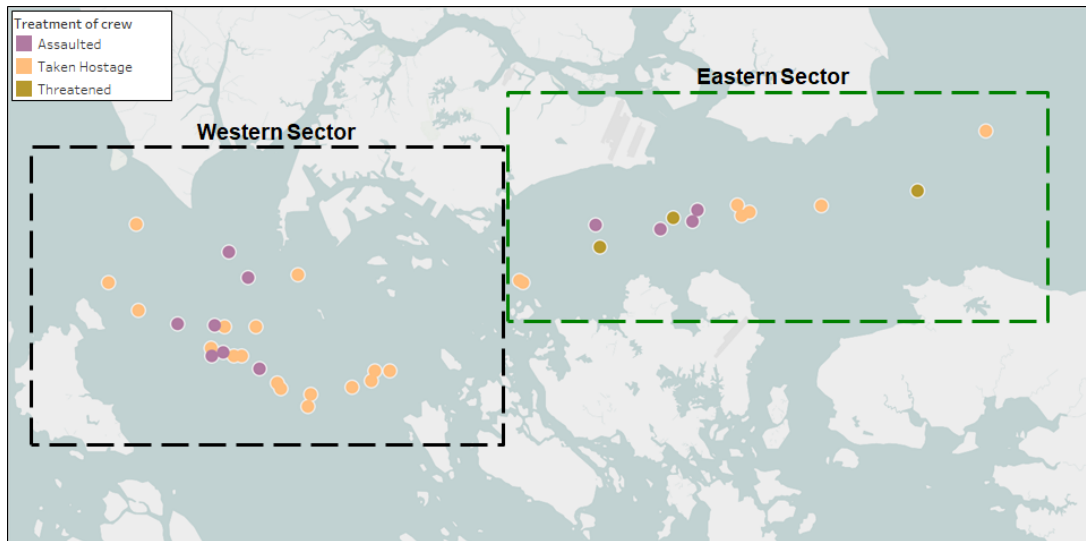 Treatment of crew
Assaulted
Taken Hostage
Threatened
Eastern Sector
Western Sector